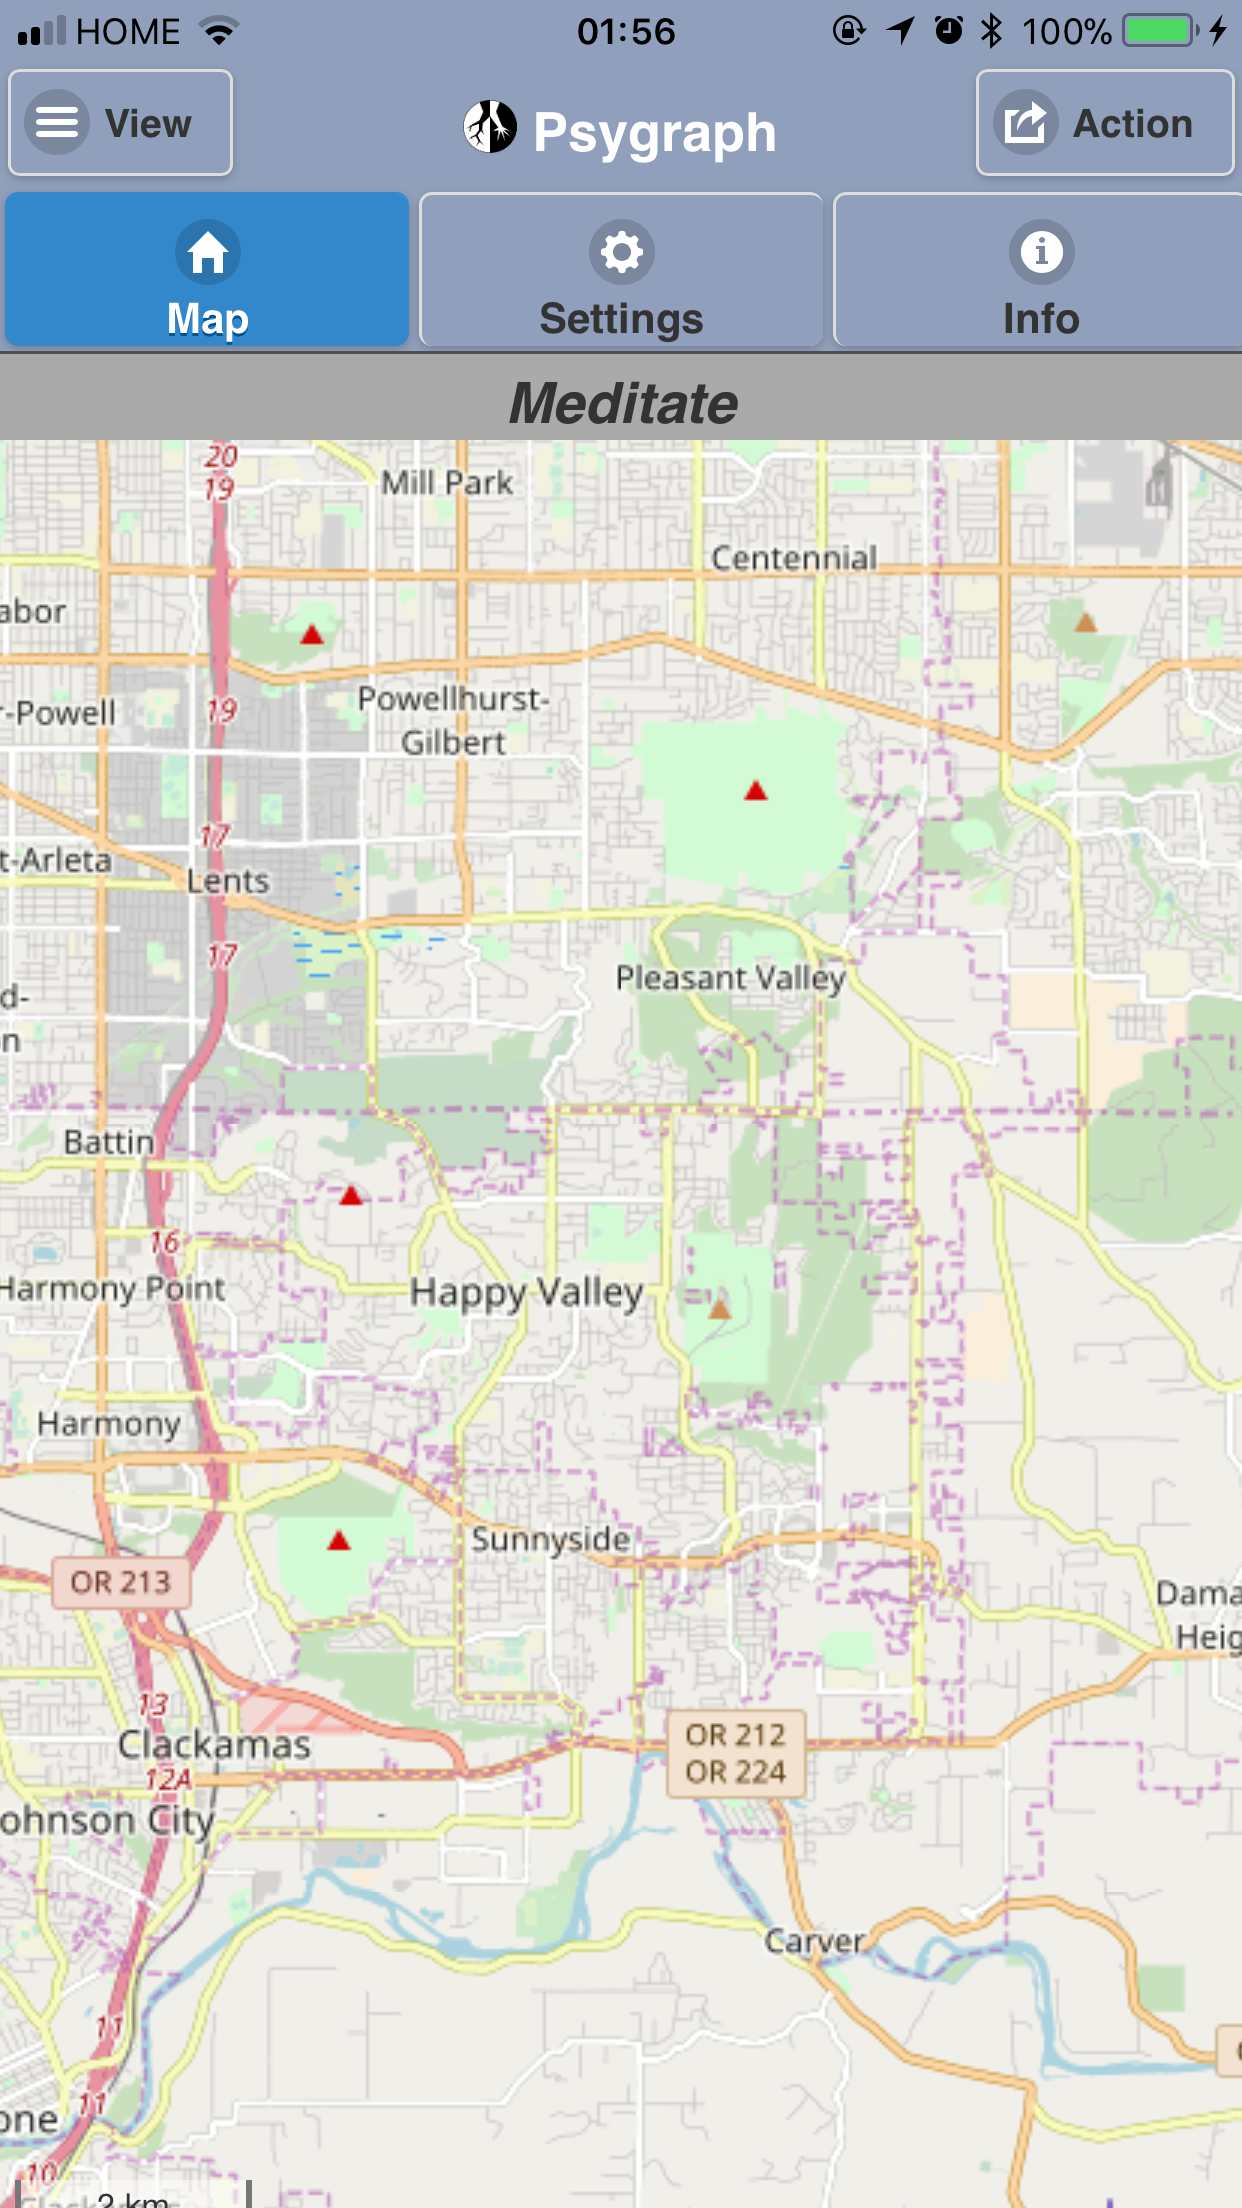 HOME 01:56 100%
View Psygraph Action
Map Settings Info
Meditate
20
19
Mill Park
Centennial
abor
19
r-Powell
Powellhurst-
Gilbert
17
t-Arleta
Lents
17
Pleasant Valley
d-
n
Battin
16
Harmony Point
Happy Valley
Harmony
Sunnyside
OR 213
Dama
Heig
13
Clackamas
OR 212
OR 224
12A
ohnson City
Carver
11
11
one
10
2 km